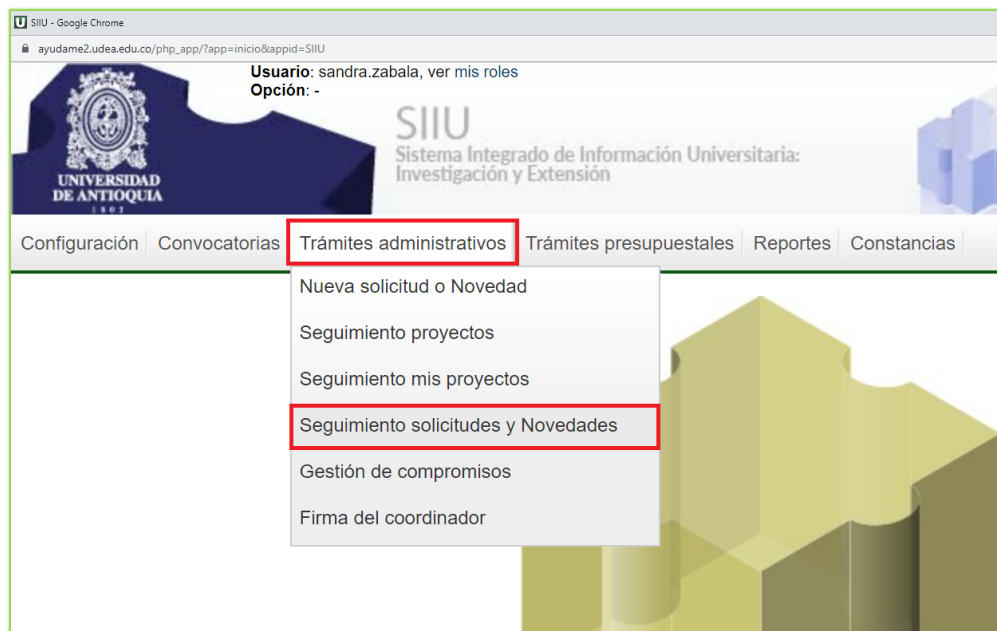 SIIU - Google Chrome
ayudame2.udea.edu.co/php_app/?app=inicio&appid=SIIU
Usuario: sandra.zabala, ver mis roles
Opción: -
SIIU
Sistema Integrado de Información Universitaria:
Investigación y Extensión
UNIVERSIDAD
DE ANTIOQUIA
1803
Configuración Convocatorias Trámites administrativos Trámites presupuestales Reportes Constancias
Nueva solicitud o Novedad
Seguimiento proyectos
Seguimiento mis proyectos
Seguimiento solicitudes y Novedades
Gestión de compromisos
Firma del coordinador